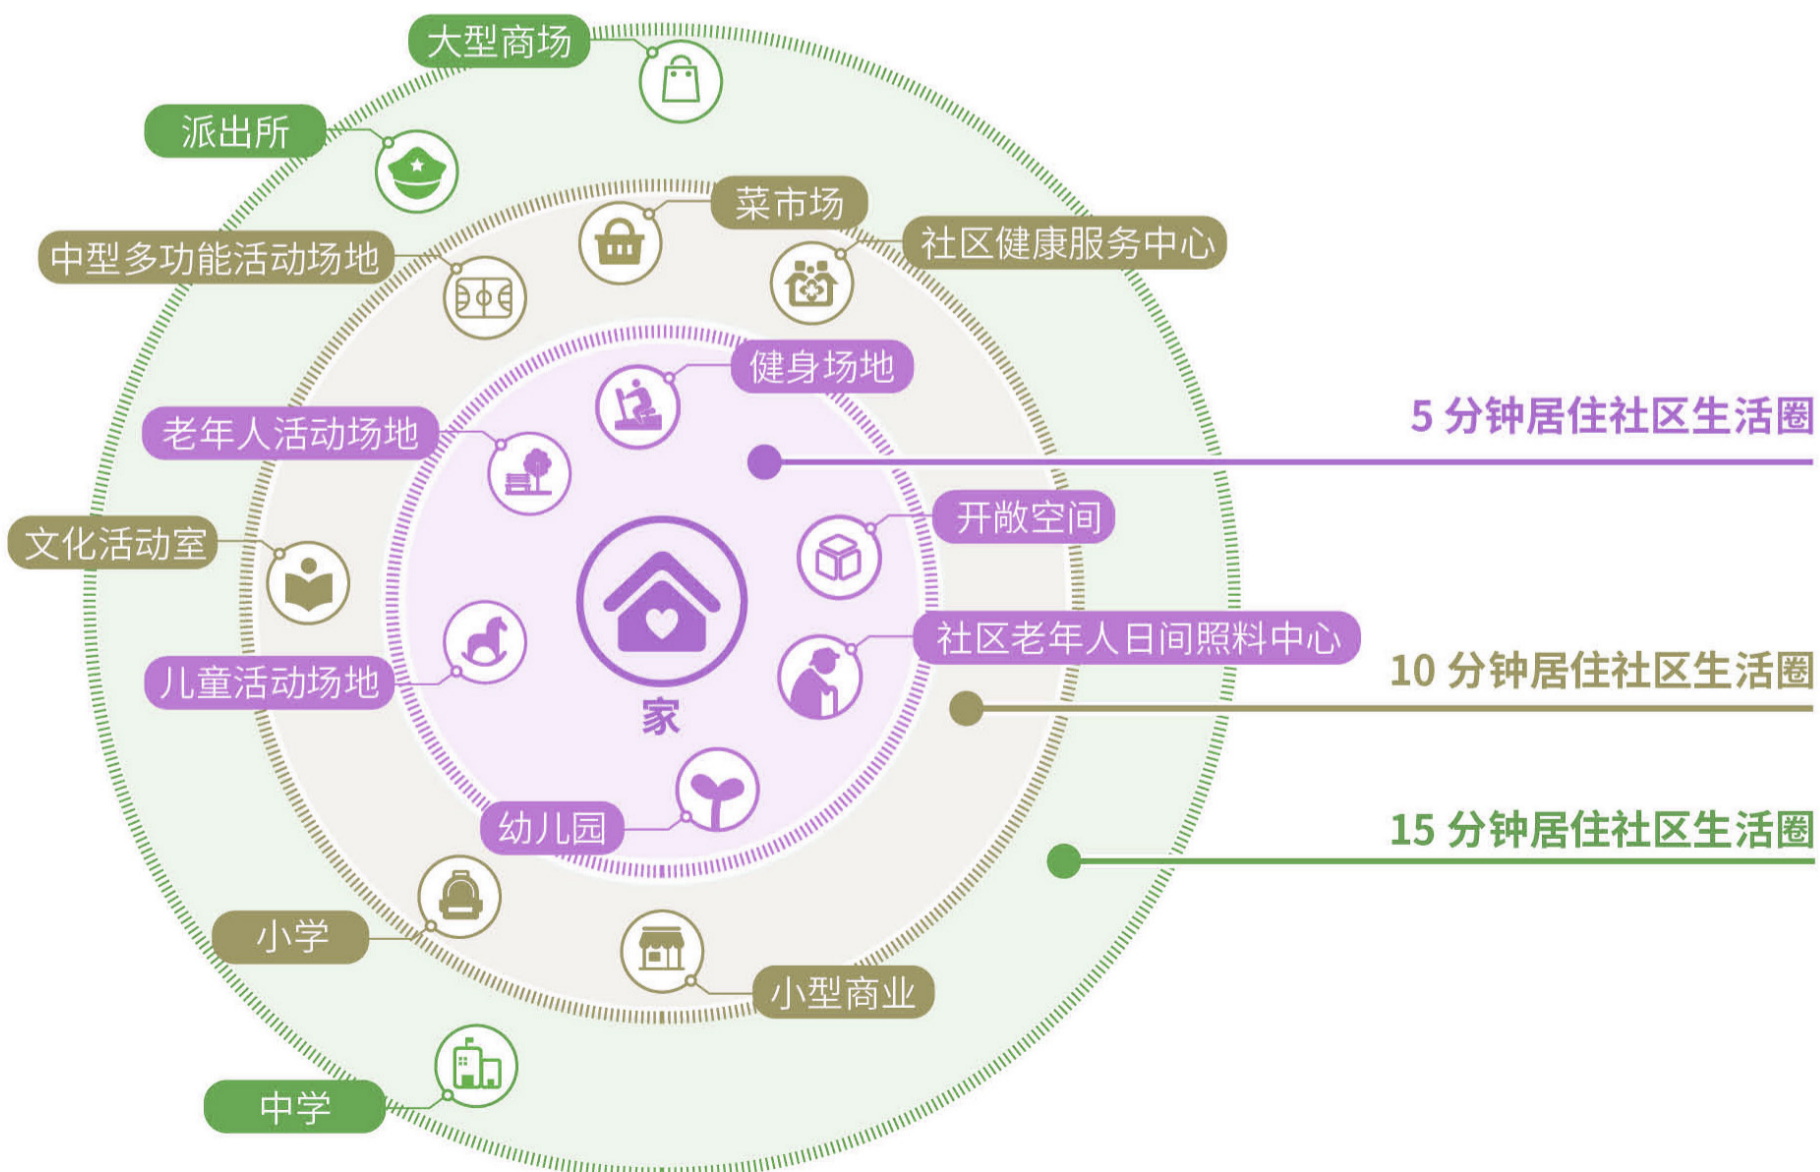 大型商场
派出所
菜市场
社区健康服务中心
中型多功能活动场地
健身场地
5 分钟居住社区生活圈
老年人活动场地
开敞空间
文化活动室
社区老年人日间照料中心
10 分钟居住社区生活圈
儿童活动场地
家
幼儿园
15 分钟居住社区生活圈
小学
小型商业
中学